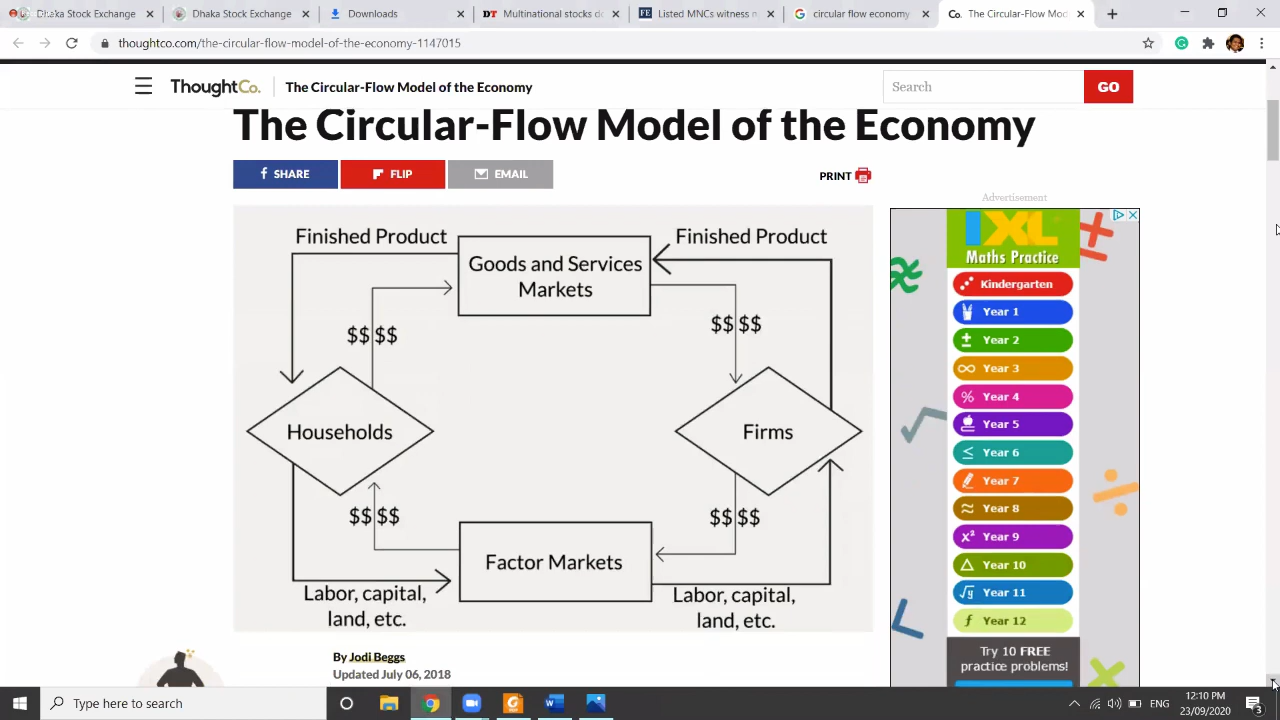 Dhaka Stock Exchange
Dhaka Stock Exchange
Downloads
DT Multinational stocks d
FE Listed MNCs witness n
circular flow economy
Co. The Circular-Flow Mod
thoughtco.com/the-circular-flow-model-of-the-economy-1147015
ThoughtCo.
The Circular-Flow Model of the Economy
Search
GO
The Circular-Flow Model of the Economy
f SHARE
FLIP
EMAIL
PRINT
Advertisement
Finished Product
Finished Product
Goods and Services
Markets
$$ $$
$$ $$
Households
Firms
$$ $$
$$ $$
Factor Markets
Labor, capital,
land, etc.
Labor, capital,
land, etc.
By Jodi Beggs
Updated July 06, 2018
IXL
Maths Practice
Kindergarten
Year 1
± Year 2
∞ Year 3
% Year 4
Year 5
≤ Year 6
Year 7
≈ Year 8
x² Year 9
△ Year 10
√y Year 11
f Year 12
Try 10 FREE
practice problems!
Type here to search
ENG
12:10 PM
23/09/2020
3